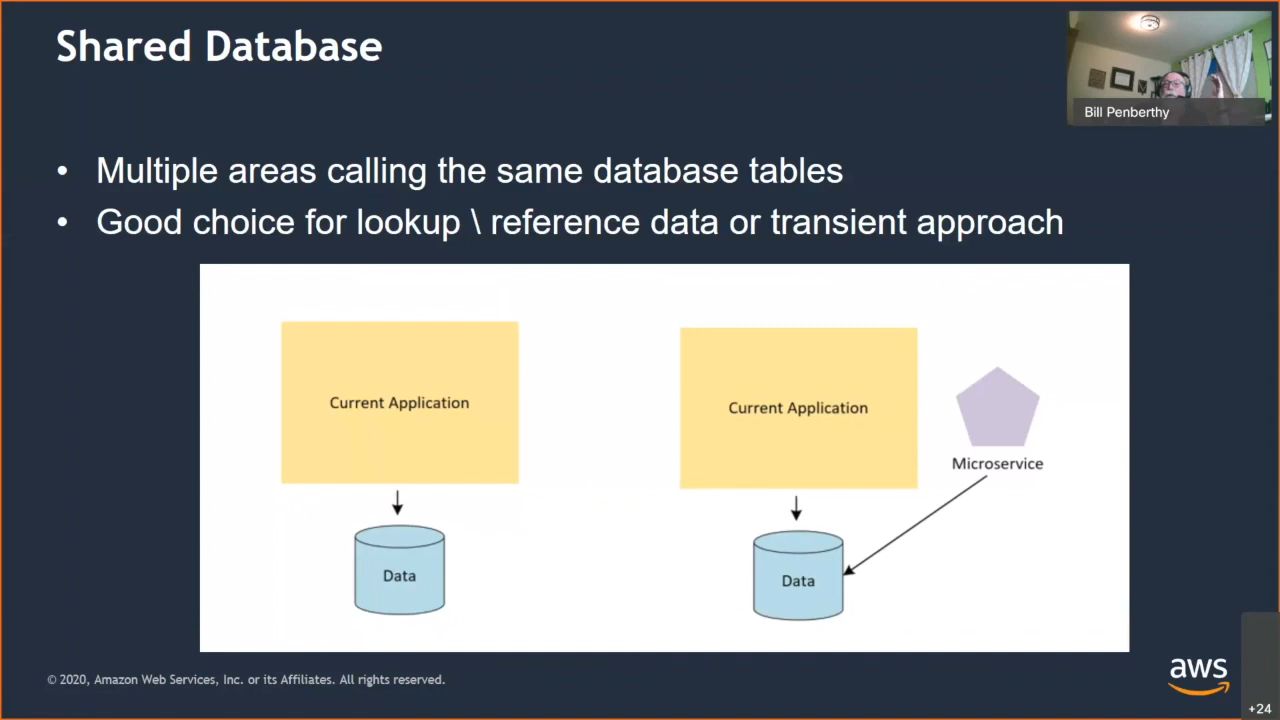 Shared Database
Bill Penberthy
• Multiple areas calling the same database tables
• Good choice for lookup \ reference data or transient approach
Current Application
Data
Current Application
Microservice
Data
© 2020, Amazon Web Services, Inc. or its Affiliates. All rights reserved.
aws
+24